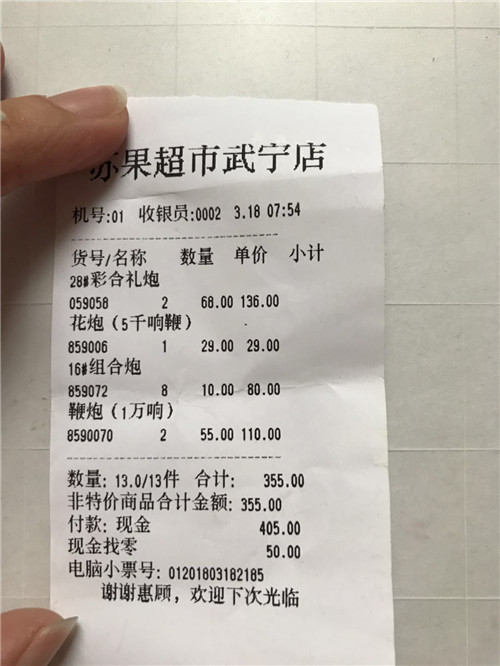 苏果超市武宁店
机号:01 收银员:0002 3.18 07:54
货号/名称 数量 单价 小计
28#彩合礼炮
059058 2 68.00 136.00
花炮（5千响鞭）
859006 1 29.00 29.00
16#组合炮
859072 8 10.00 80.00
鞭炮（1万响）
8590070 2 55.00 110.00
数量: 13.0/13件 合计: 355.00
非特价商品合计金额: 355.00
付款: 现金 405.00
现金找零 50.00
电脑小票号: 01201803182185
谢谢惠顾，欢迎下次光临